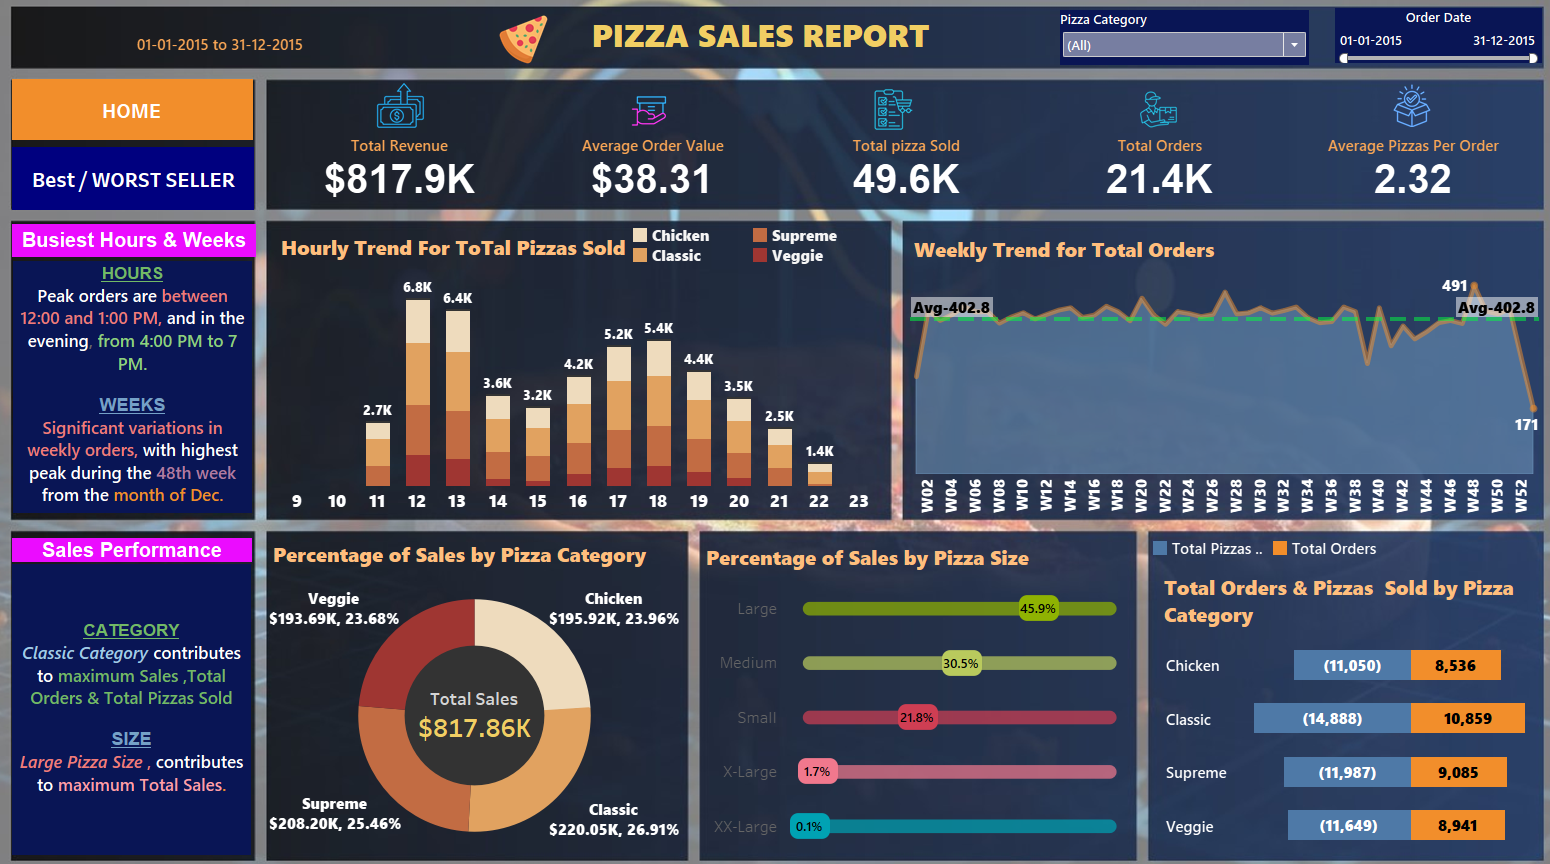 01-01-2015 to 31-12-2015
PIZZA SALES REPORT
Pizza Category
(All)
Order Date
01-01-2015 31-12-2015
HOME
Best / WORST SELLER
Total Revenue
$817.9K
Average Order Value
$38.31
Total pizza Sold
49.6K
Total Orders
21.4K
Average Pizzas Per Order
2.32
Busiest Hours & Weeks
HOURS
Peak orders are between
12:00 and 1:00 PM, and in the
evening, from 4:00 PM to 7
PM.
WEEKS
Significant variations in
weekly orders, with highest
peak during the 48th week
from the month of Dec.
Hourly Trend For ToTal Pizzas Sold
Chicken Supreme
Classic Veggie
2.7K
6.8K
6.4K
3.6K
3.2K
4.2K
5.2K
5.4K
4.4K
3.5K
2.5K
1.4K
9 10 11 12 13 14 15 16 17 18 19 20 21 22 23
Weekly Trend for Total Orders
Avg-402.8
491
Avg-402.8
171
W02 W04 W06 W08 W10 W12 W14 W16 W18 W20 W22 W24 W26 W28 W30 W32 W34 W36 W38 W40 W42 W44 W46 W48 W50 W52
Sales Performance
CATEGORY
Classic Category contributes
to maximum Sales ,Total
Orders & Total Pizzas Sold
SIZE
Large Pizza Size , contributes
to maximum Total Sales.
Percentage of Sales by Pizza Category
Veggie
$193.69K, 23.68%
Chicken
$195.92K, 23.96%
Total Sales
$817.86K
Supreme
$208.20K, 25.46%
Classic
$220.05K, 26.91%
Percentage of Sales by Pizza Size
Large 45.9%
Medium 30.5%
Small 21.8%
X-Large 1.7%
XX-Large 0.1%
Total Pizzas .. Total Orders
Total Orders & Pizzas Sold by Pizza
Category
Chicken (11,050) 8,536
Classic (14,888) 10,859
Supreme (11,987) 9,085
Veggie (11,649) 8,941